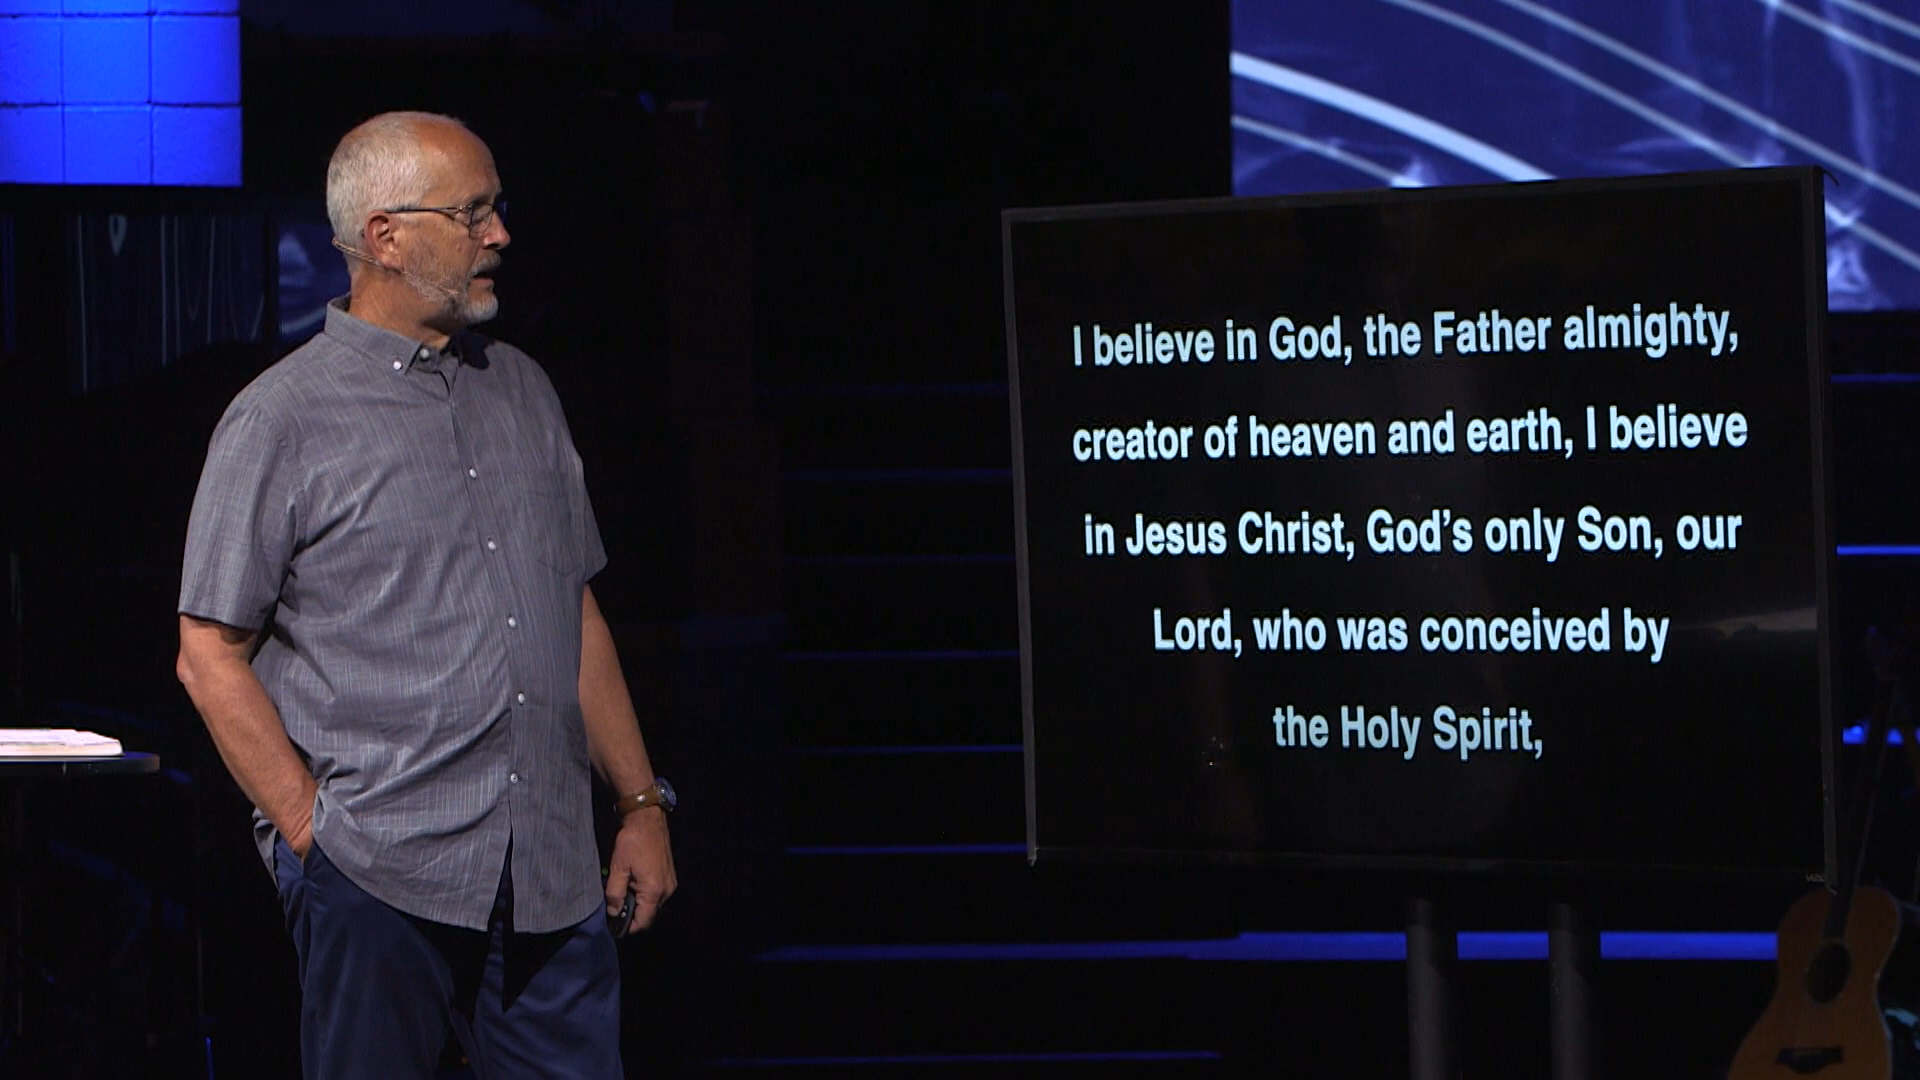 I believe in God, the Father almighty,
creator of heaven and earth, I believe
in Jesus Christ, God’s only Son, our
Lord, who was conceived by
the Holy Spirit,